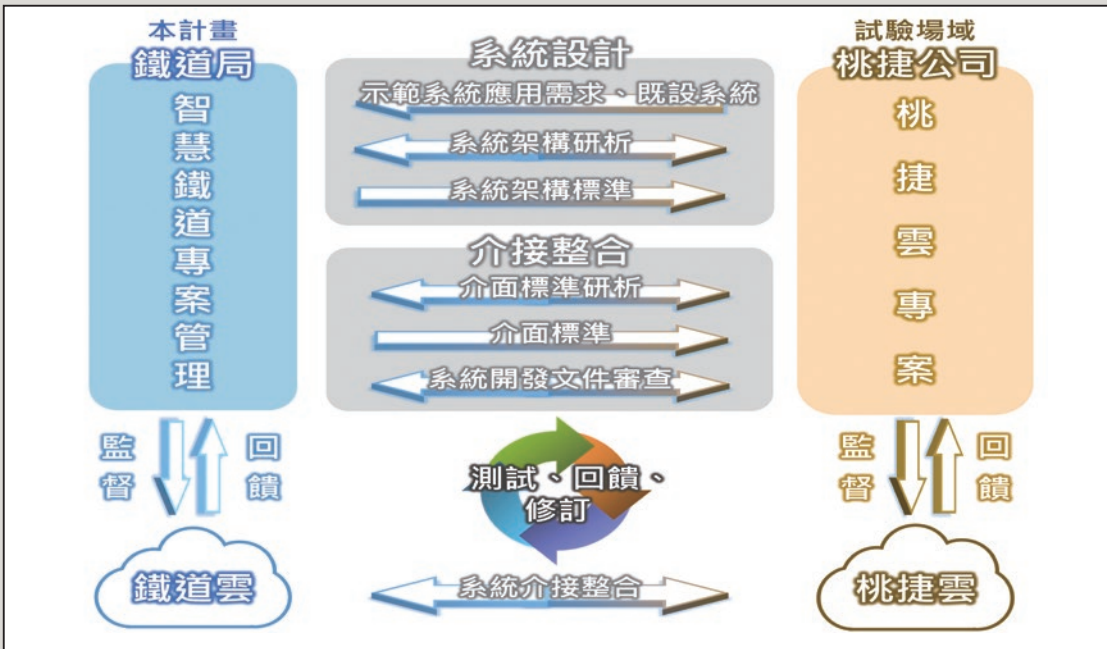 本計畫
鐵道局
智慧鐵道專案管理
系統設計
示範系統應用需求、既設系統
系統架構研析
系統架構標準
介接整合
介面標準研析
介面標準
系統開發文件審查
試驗場域
桃捷公司
桃捷雲專案
監督
回饋
測試、回饋、
修訂
監督
回饋
鐵道雲
系統介接整合
桃捷雲